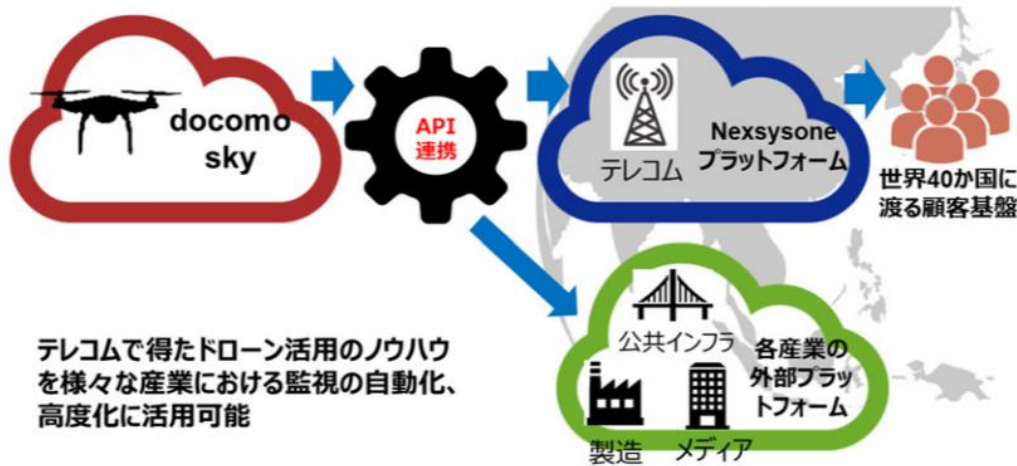 docomo
sky
API
連携
テレコム
Nexsysone
プラットフォーム
世界40か国に
渡る顧客基盤
公共インフラ
製造
メディア
各産業の
外部プラッ
トフォーム
テレコムで得たドローン活用のノウハウ
を様々な産業における監視の自動化、
高度化に活用可能